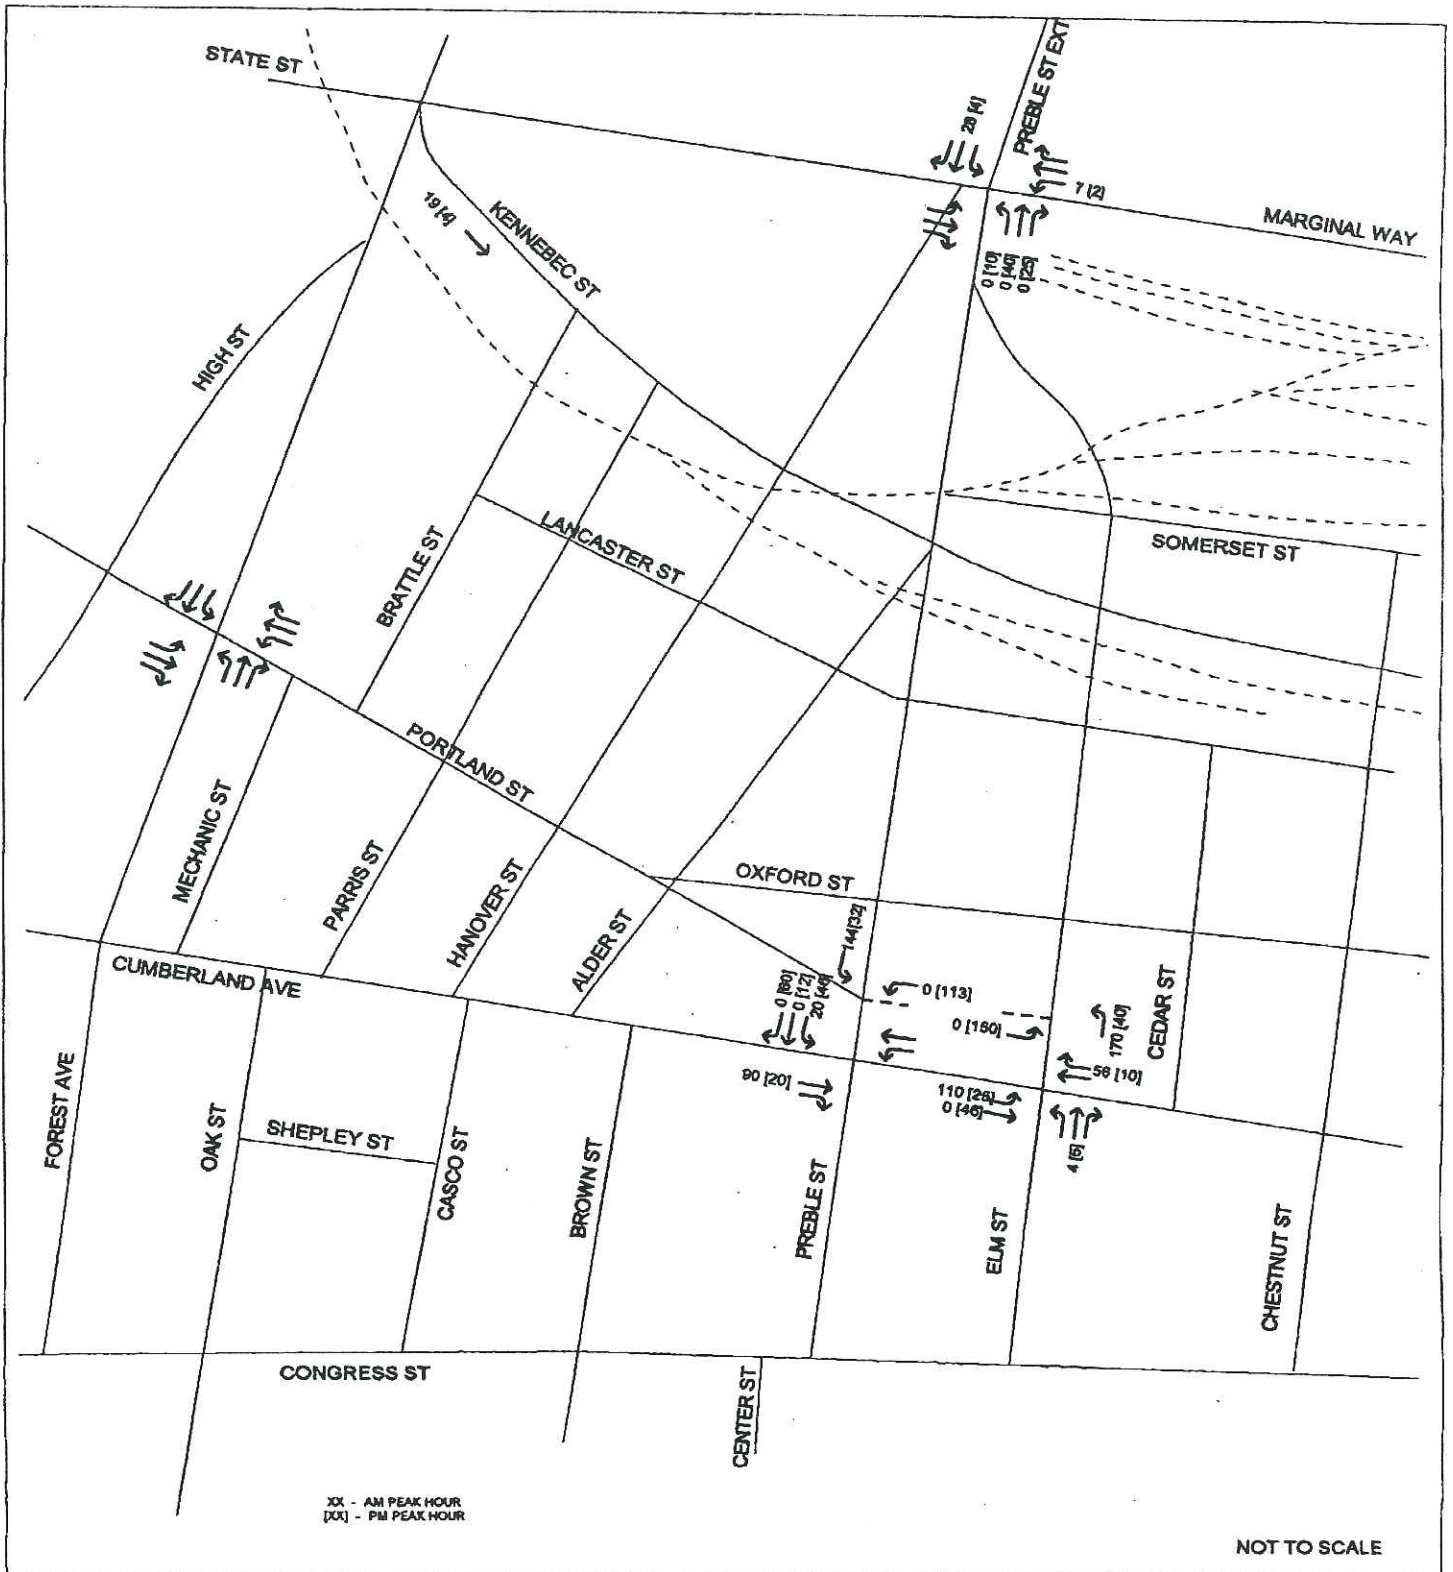 STATE ST
PREBLE ST EXT
28 [4]
7 [2]
MARGINAL WAY
19 [4]
KENNEBEC ST
0 [10]
0 [40]
0 [25]
HIGH ST
LANCASTER ST
SOMERSET ST
BRATTLE ST
PORTLAND ST
MECHANIC ST
PARRIS ST
HANOVER ST
OXFORD ST
ALDER ST
144 [32]
CUMBERLAND AVE
0 [12]
0 [113]
0 [160]
170 [40]
CEDAR ST
56 [10]
90 [20]
110 [25]
0 [46]
4 [6]
FOREST AVE
OAK ST
SHEPLEY ST
CASCO ST
BROWN ST
PREBLE ST
ELM ST
CHESTNUT ST
CONGRESS ST
CENTER ST
XX - AM PEAK HOUR
[XX] - PM PEAK HOUR
NOT TO SCALE